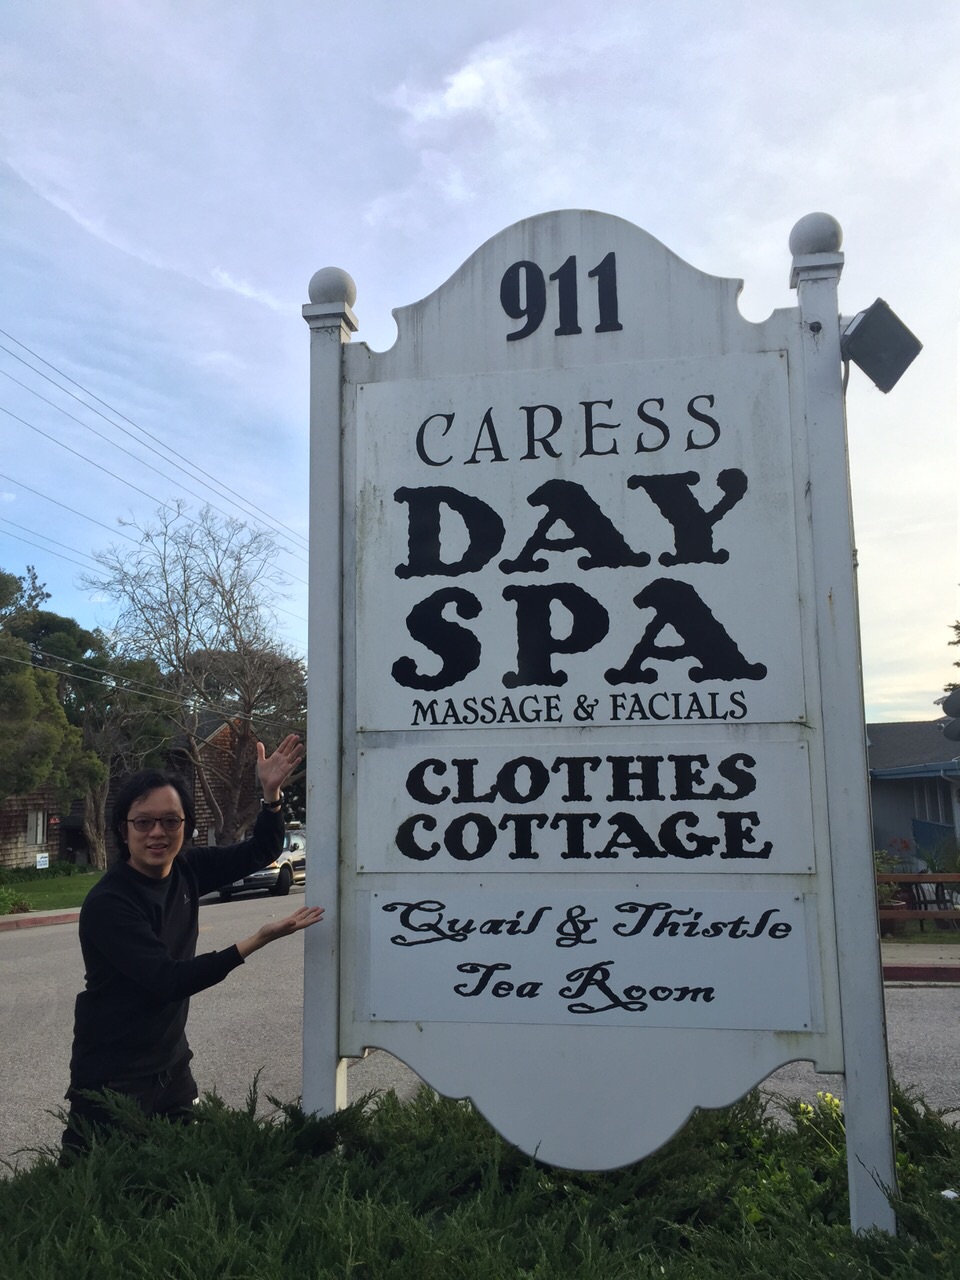 911
CARESS
DAY
SPA
MASSAGE & FACIALS
CLOTHES
COTTAGE
Quail & Thistle
Tea Room